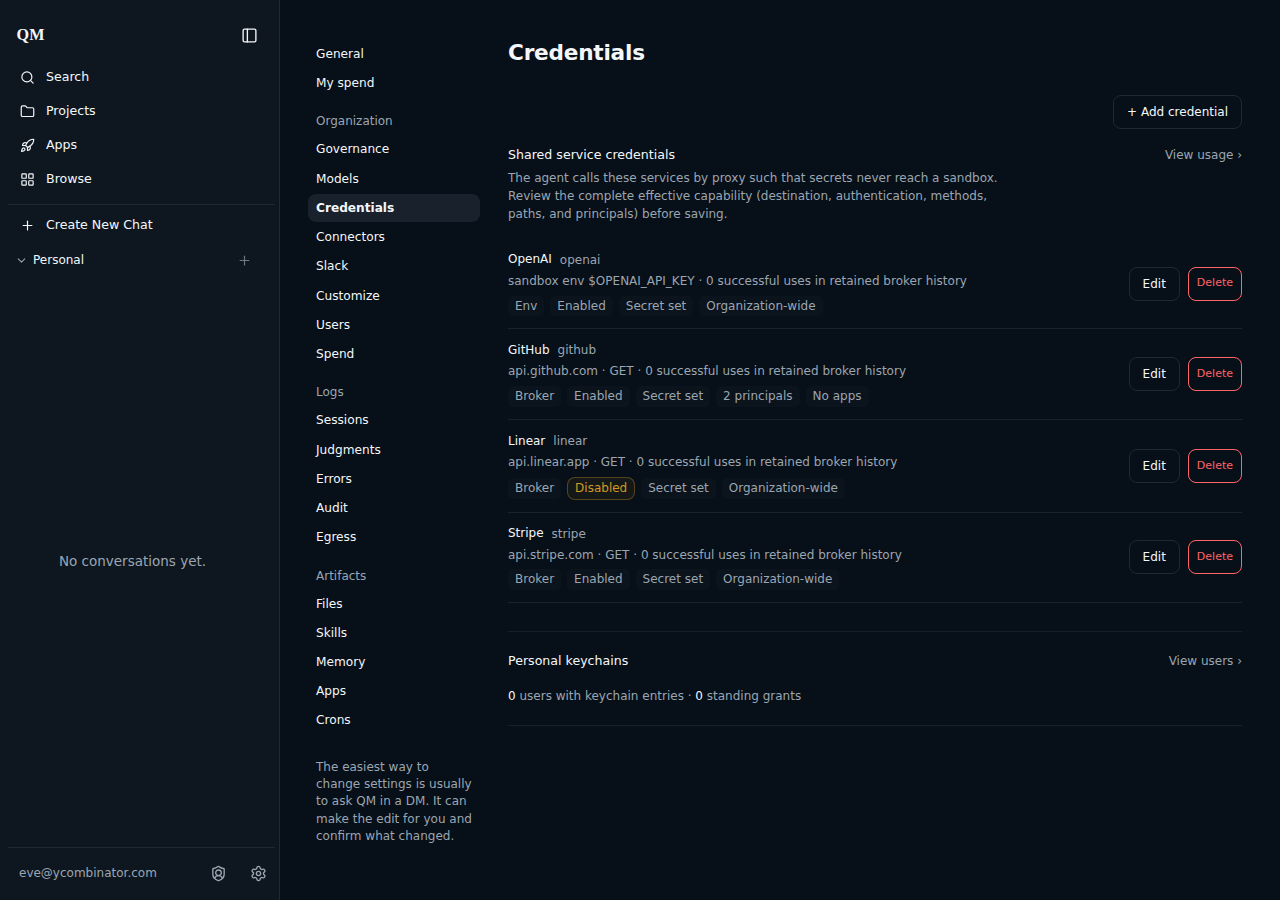 QM
Search
Projects
Apps
Browse
Create New Chat
Personal
No conversations yet.
eve@ycombinator.com
General
My spend
Organization
Governance
Models
Credentials
Connectors
Slack
Customize
Users
Spend
Logs
Sessions
Judgments
Errors
Audit
Egress
Artifacts
Files
Skills
Memory
Apps
Crons
The easiest way to
change settings is usually
to ask QM in a DM. It can
make the edit for you and
confirm what changed.
Credentials
+ Add credential
Shared service credentials
View usage ›
The agent calls these services by proxy such that secrets never reach a sandbox.
Review the complete effective capability (destination, authentication, methods,
paths, and principals) before saving.
OpenAI openai
sandbox env $OPENAI_API_KEY · 0 successful uses in retained broker history
Env Enabled Secret set Organization-wide
Edit Delete
GitHub github
api.github.com · GET · 0 successful uses in retained broker history
Broker Enabled Secret set 2 principals No apps
Edit Delete
Linear linear
api.linear.app · GET · 0 successful uses in retained broker history
Broker Disabled Secret set Organization-wide
Edit Delete
Stripe stripe
api.stripe.com · GET · 0 successful uses in retained broker history
Broker Enabled Secret set Organization-wide
Edit Delete
Personal keychains
View users ›
0 users with keychain entries · 0 standing grants